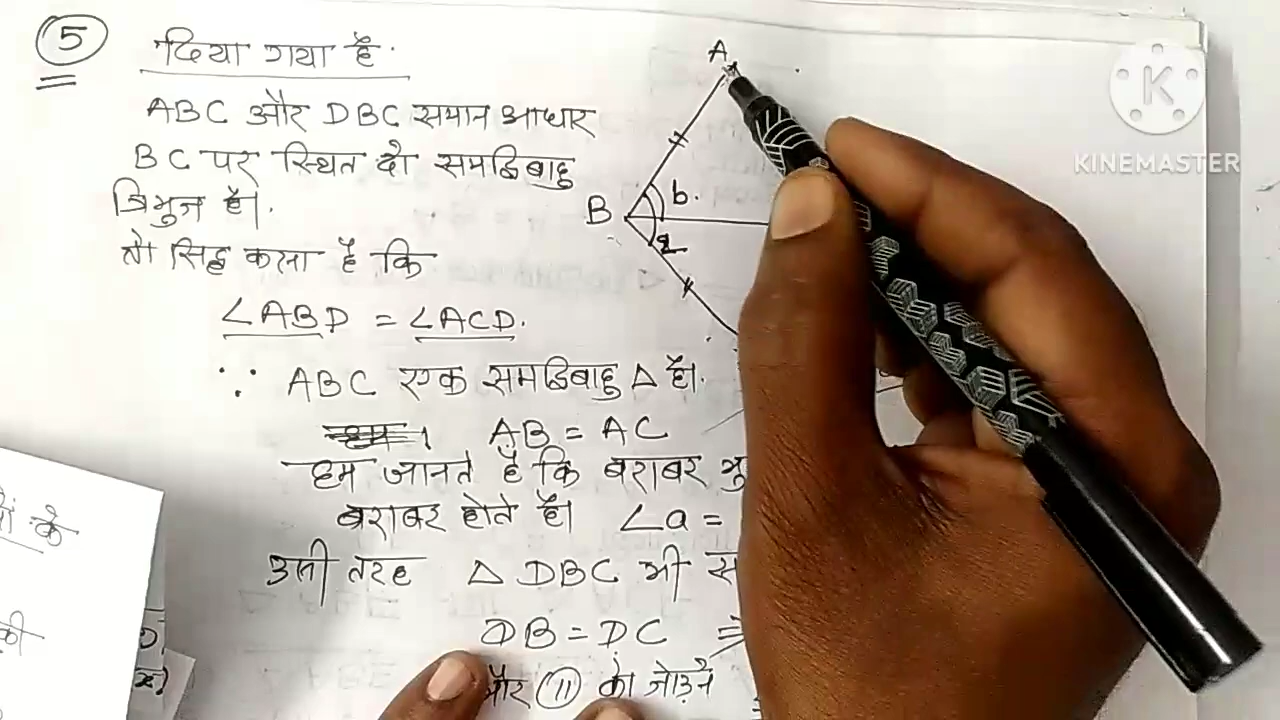 5
दिया गया है.
ABC और DBC समान आधार
BC पर स्थित दो समद्विबाहु
त्रिभुज है।
तो सिद्ध करना है कि
∠ABD = ∠ACD.
∵ ABC एक समद्विबाहु Δ है।
AB = AC
हम जानते है कि बराबर
बराबर होते है। ∠a =
उसी तरह Δ DBC भी
DB = DC ⇒
और (11) को जोड़ने
A
B
b
K
KINEMASTER
के
की